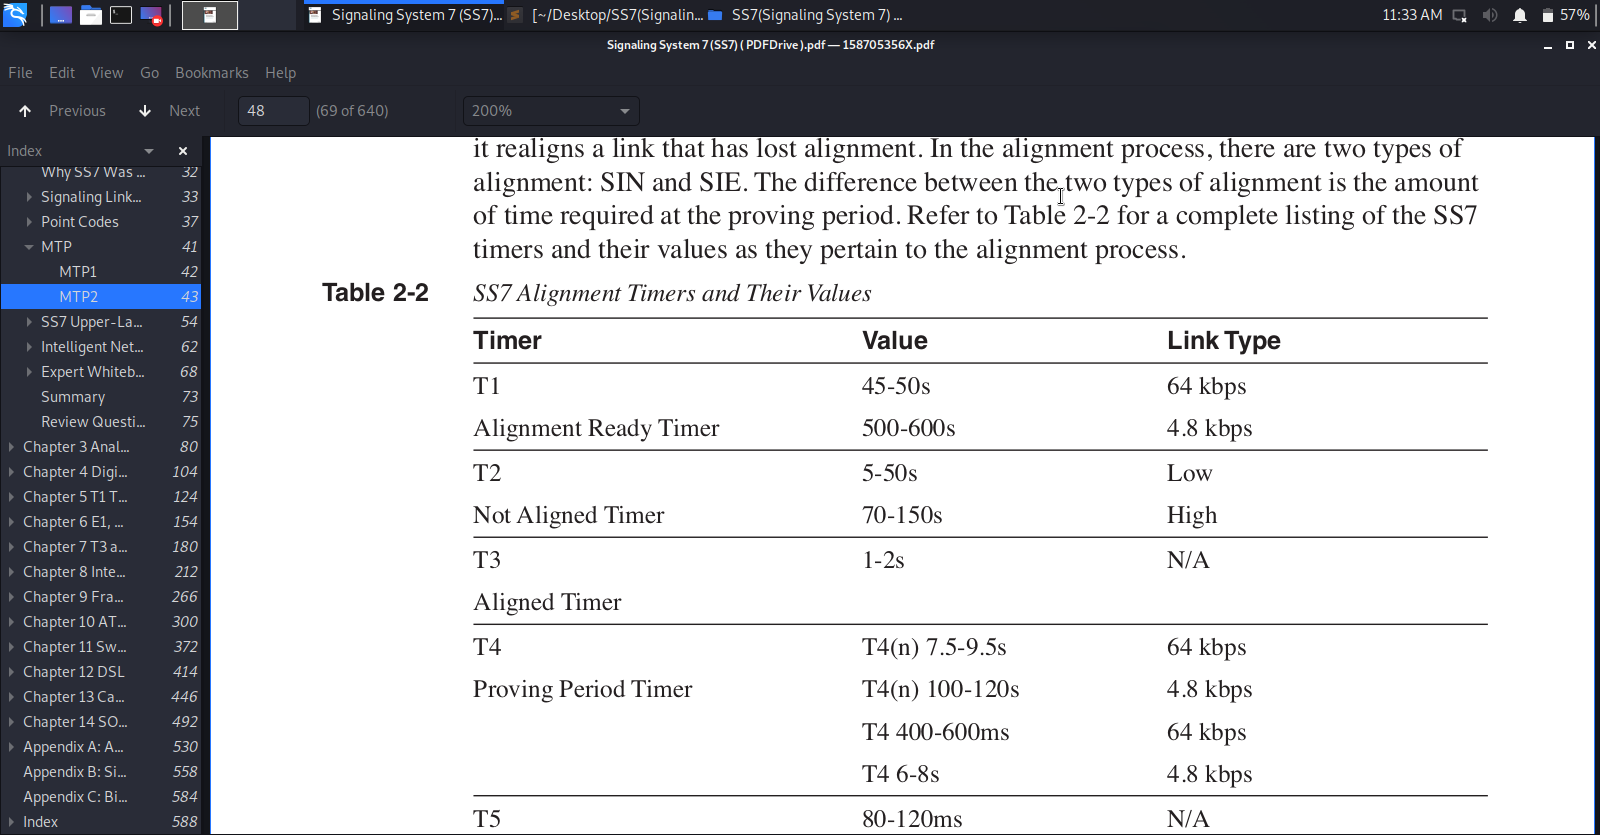 Signaling System 7 (SS7)...
[~/Desktop/SS7(Signalin...
SS7(Signaling System 7) ...
11:33 AM
57%
Signaling System 7 (SS7) ( PDFDrive ).pdf — 158705356X.pdf
File Edit View Go Bookmarks Help
Previous Next 48 (69 of 640) 200%
Index
Why SS7 Was ... 32
Signaling Link... 33
Point Codes 37
MTP 41
MTP1 42
MTP2 43
SS7 Upper-La... 54
Intelligent Net... 62
Expert Whiteb... 68
Summary 73
Review Questi... 75
Chapter 3 Anal... 80
Chapter 4 Digi... 104
Chapter 5 T1 T... 124
Chapter 6 E1, ... 154
Chapter 7 T3 a... 180
Chapter 8 Inte... 212
Chapter 9 Fra... 266
Chapter 10 AT... 300
Chapter 11 Sw... 372
Chapter 12 DSL 414
Chapter 13 Ca... 446
Chapter 14 SO... 492
Appendix A: A... 530
Appendix B: Si... 558
Appendix C: Bi... 584
Index 588
it realigns a link that has lost alignment. In the alignment process, there are two types of
alignment: SIN and SIE. The difference between the two types of alignment is the amount
of time required at the proving period. Refer to Table 2-2 for a complete listing of the SS7
timers and their values as they pertain to the alignment process.
Table 2-2 SS7 Alignment Timers and Their Values
Timer Value Link Type
T1 45-50s 64 kbps
Alignment Ready Timer 500-600s 4.8 kbps
T2 5-50s Low
Not Aligned Timer 70-150s High
T3 1-2s N/A
Aligned Timer
T4 T4(n) 7.5-9.5s 64 kbps
Proving Period Timer T4(n) 100-120s 4.8 kbps
T4 400-600ms 64 kbps
T4 6-8s 4.8 kbps
T5 80-120ms N/A